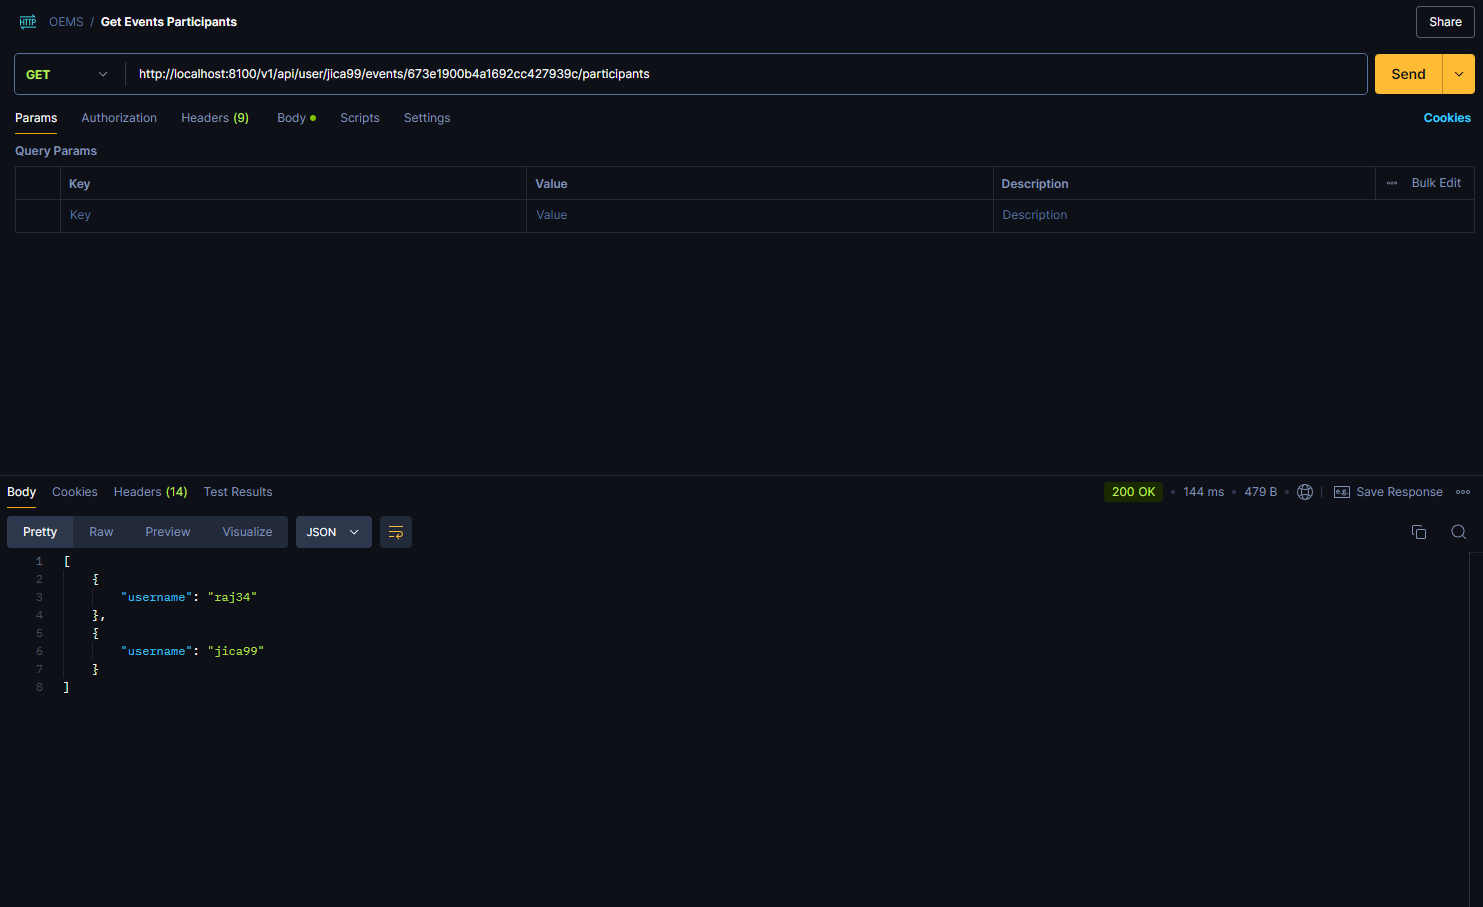 HTTP OEMS / Get Events Participants Share
GET http://localhost:8100/v1/api/user/jica99/events/673e1900b4a1692cc427939c/participants Send
Params Authorization Headers (9) Body Scripts Settings Cookies
Query Params
Key Value Description Bulk Edit
Key Value Description
Body Cookies Headers (14) Test Results 200 OK 144 ms 479 B e.g. Save Response
Pretty Raw Preview Visualize JSON
1 [
2 {
3 "username": "raj34"
4 },
5 {
6 "username": "jica99"
7 }
8 ]